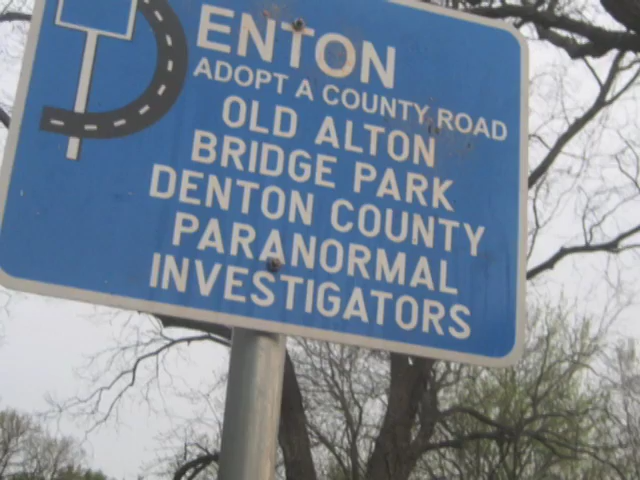 DENTON
ADOPT A COUNTY ROAD
OLD ALTON
BRIDGE PARK
DENTON COUNTY
PARANORMAL
INVESTIGATORS